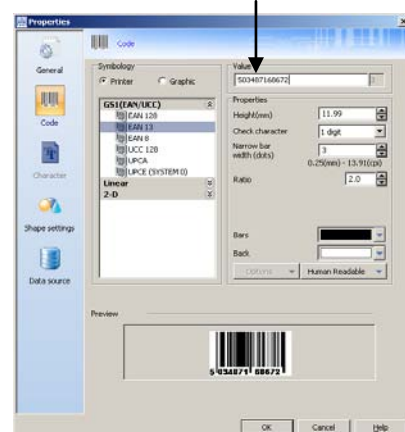 Properties
Code
General
Code
Character
Shape settings
Data source
Symbology
Printer
Graphic
GS1(EAN/UCC)
EAN 128
EAN 13
EAN 8
UCC 128
UPCA
UPCE (SYSTEM 0)
Linear
2-D
Value
503487168672
Properties
Height(mm) 11.99
Check character 1 digit
Narrow bar
width (dots) 3
0.25(mm) - 13.91(cpi)
Ratio 2.0
Bars
Back
Options
Human Readable
Preview
5 034871 68672
OK Cancel Help